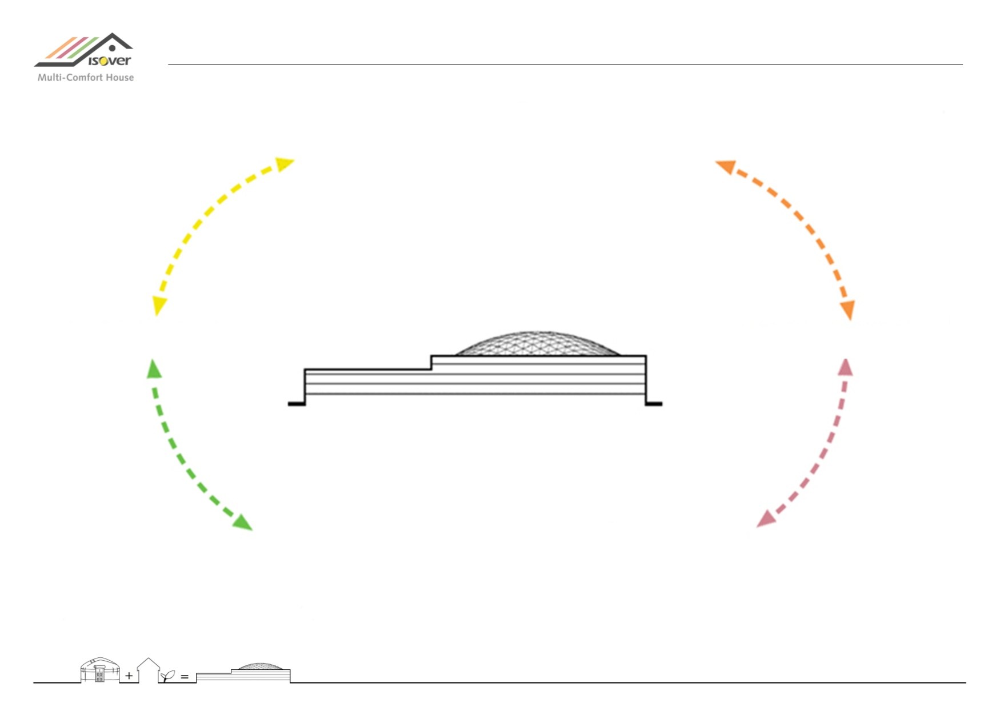 isover
Multi-Comfort House
+ =